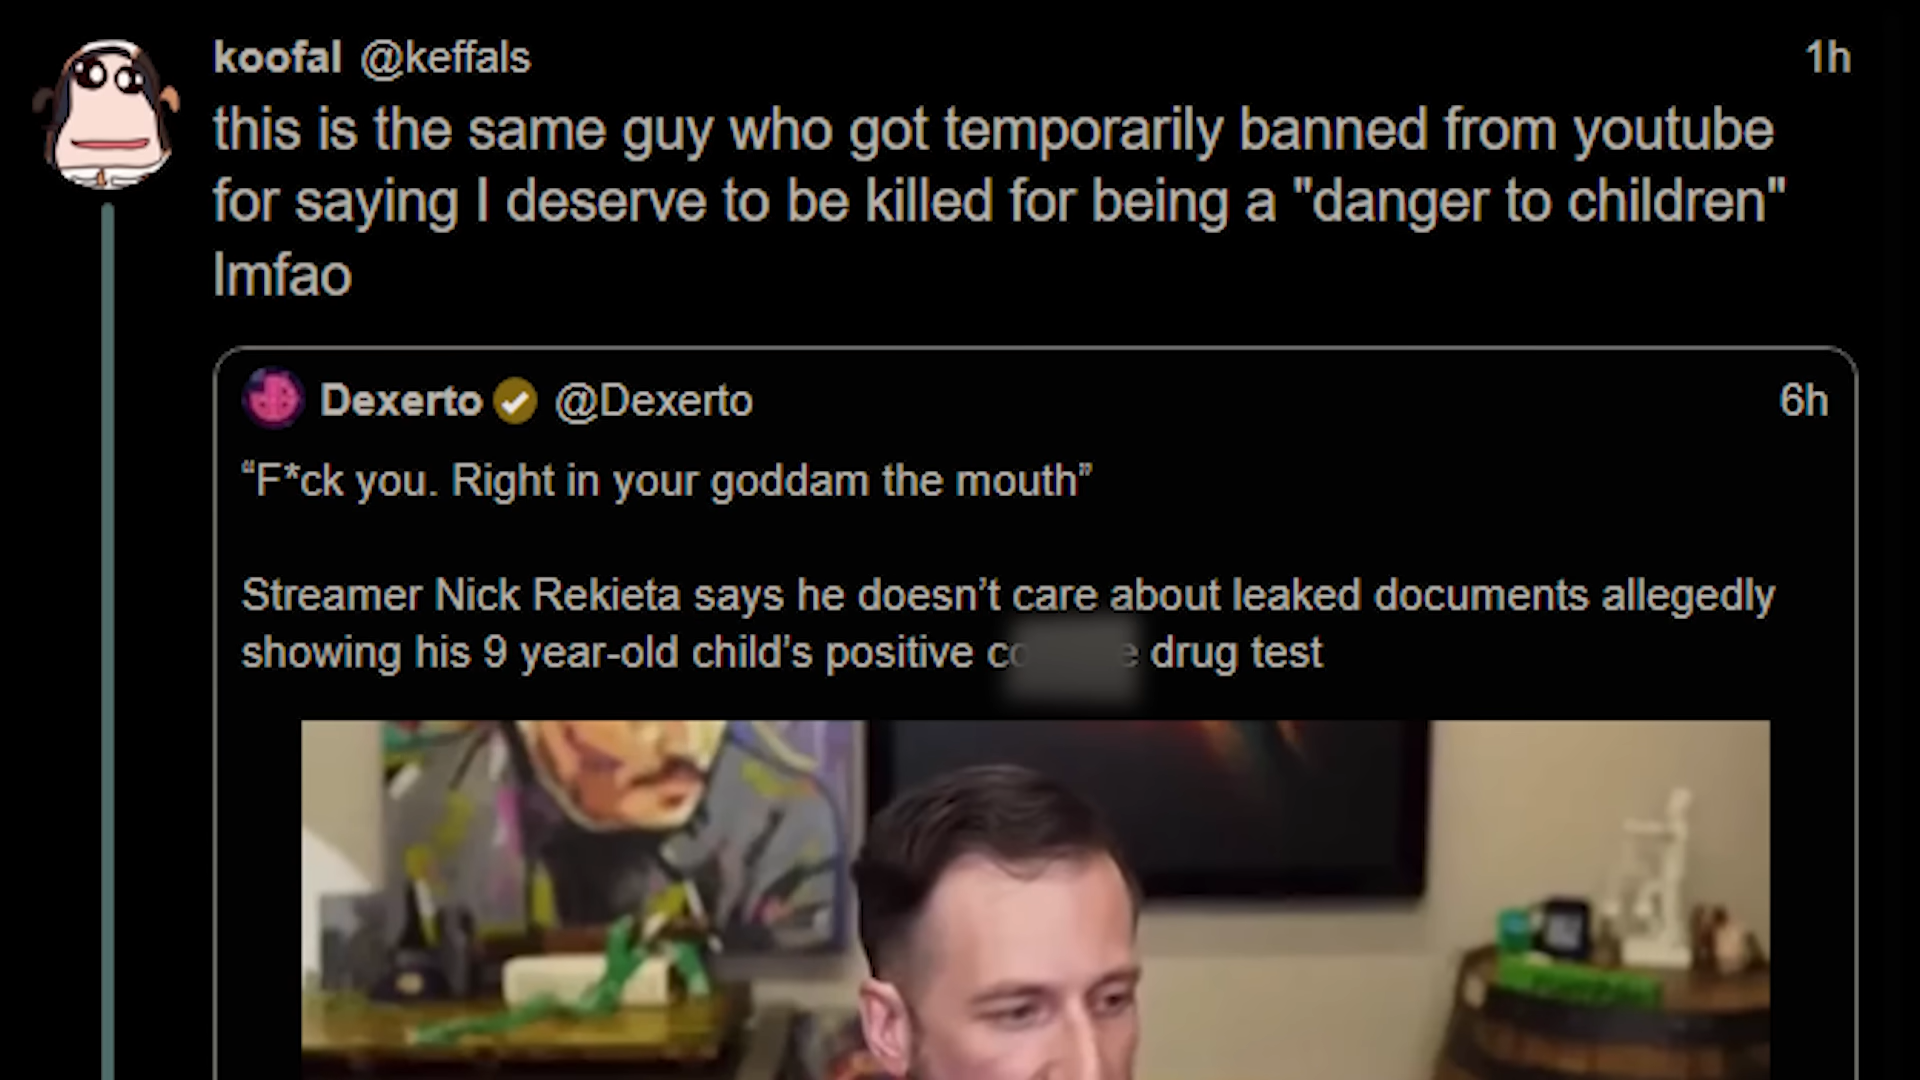 koofal @keffals 1h
this is the same guy who got temporarily banned from youtube
for saying I deserve to be killed for being a "danger to children"
lmfao
Dexerto @Dexerto 6h
“F*ck you. Right in your goddam the mouth”
Streamer Nick Rekieta says he doesn’t care about leaked documents allegedly
showing his 9 year-old child's positive drug test